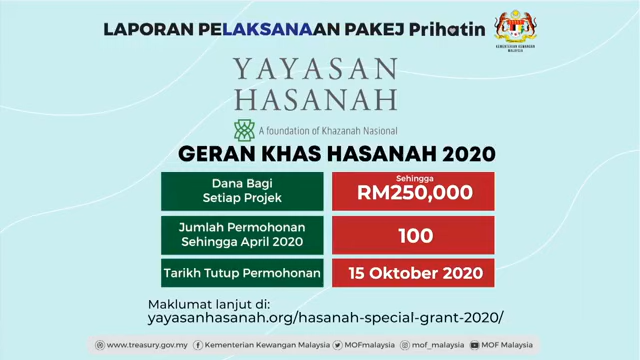 LAPORAN PELAKSANAAN PAKEJ Prihatin
KEMENTERIAN KEWANGAN
MALAYSIA
YAYASAN
HASANAH
A foundation of Khazanah Nasional
GERAN KHAS HASANAH 2020
Dana Bagi
Setiap Projek
Sehingga
RM250,000
Jumlah Permohonan
Sehingga April 2020
100
Tarikh Tutup Permohonan
15 Oktober 2020
Maklumat lanjut di:
yayasanhasanah.org/hasanah-special-grant-2020/
www.treasury.gov.my Kementerian Kewangan Malaysia MOFmalaysia mof_malaysia MOF Malaysia